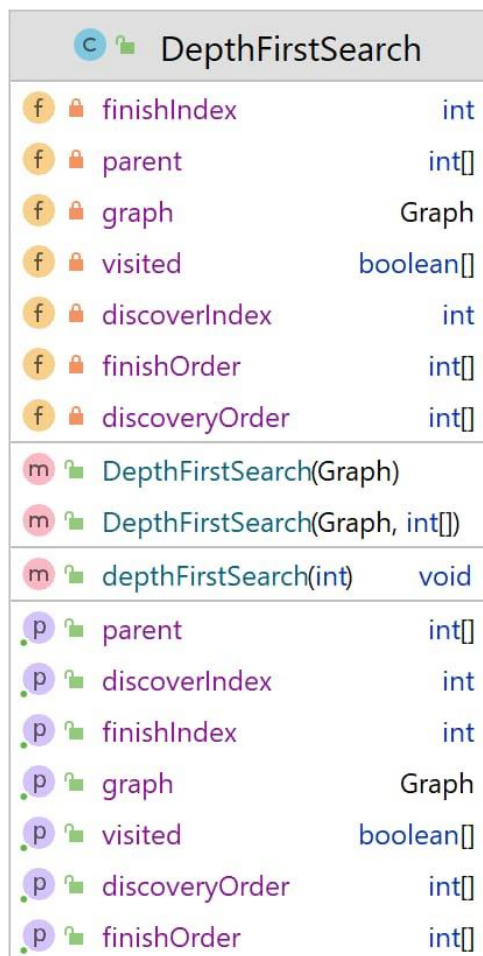 C DepthFirstSearch
f finishIndex int
f parent int[]
f graph Graph
f visited boolean[]
f discoverIndex int
f finishOrder int[]
f discoveryOrder int[]
m DepthFirstSearch(Graph)
m DepthFirstSearch(Graph, int[])
m depthFirstSearch(int) void
p parent int[]
p discoverIndex int
p finishIndex int
p graph Graph
p visited boolean[]
p discoveryOrder int[]
p finishOrder int[]